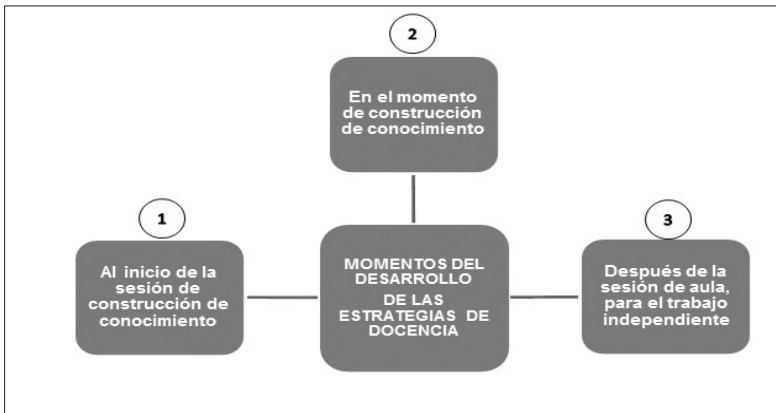 2
En el momento
de construcción
de conocimiento
1
Al inicio de la
sesión de
construcción de
conocimiento
MOMENTOS DEL
DESARROLLO
DE LAS
ESTRATEGIAS DE
DOCENCIA
3
Después de la
sesión de aula,
para el trabajo
independiente